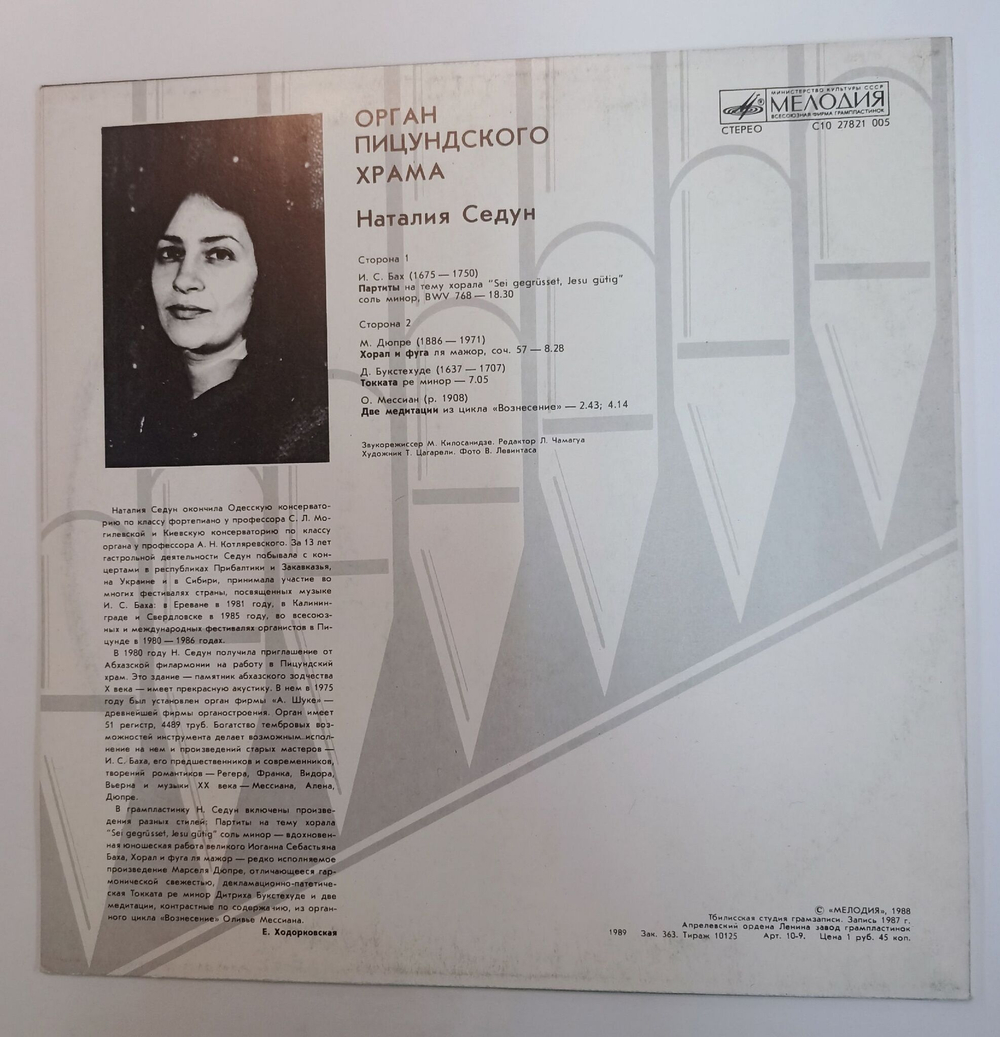 ОРГАН
ПИЦУНДСКОГО
ХРАМА
Наталия Седун
МИНИСТЕРСТВО КУЛЬТУРЫ СССР
МЕЛОДИЯ
ВСЕСОЮЗНАЯ ФИРМА ГРАМПЛАСТИНОК
СТЕРЕО С10 27821 005
Сторона 1
И. С. Бах (1675 — 1750)
Партиты на тему хорала "Sei gegrüsset, Jesu gütig"
соль минор, BWV 768 — 18.30
Сторона 2
М. Дюпре (1886 — 1971)
Хорал и фуга ля мажор, соч. 57 — 8.28
Д. Букстехуде (1637 — 1707)
Токката ре минор — 7.05
О. Мессиан (р. 1908)
Две медитации из цикла «Вознесение» — 2.43; 4.14
Звукорежиссер М. Килосанидзе. Редактор Л. Чамагуа
Художник Т. Цагарели. Фото В. Левинтаса
Наталия Седун окончила Одесскую консервато-
рию по классу фортепиано у профессора С. Л. Мо-
гилевской и Киевскую консерваторию по классу
органа у профессора А. Н. Котляревского. За 13 лет
гастрольной деятельности Седун побывала с кон-
цертами в республиках Прибалтики и Закавказья,
на Украине и в Сибири, принимала участие во
многих фестивалях страны, посвященных музыке
И. С. Баха: в Ереване в 1981 году, в Калинин-
граде и Свердловске в 1985 году, во всесоюз-
ных и международных фестивалях органистов в Пи-
цунде в 1980 — 1986 годах.
В 1980 году Н. Седун получила приглашение от
Абхазской филармонии на работу в Пицундский
храм. Это здание — памятник абхазского зодчества
X века — имеет прекрасную акустику. В нем в 1975
году был установлен орган фирмы «А. Шуке» —
древнейшей фирмы органостроения. Орган имеет
51 регистр, 4489 труб. Богатство тембровых воз-
можностей инструмента делает возможным испол-
нение на нем и произведений старых мастеров —
И. С. Баха, его предшественников и современников,
творений романтиков — Регера, Франка, Видора,
Вьерна и музыки XX века — Мессиана, Алена,
Дюпре.
В грампластинку Н. Седун включены произве-
дения разных стилей: Партиты на тему хорала
"Sei gegrüsset, Jesu gütig" соль минор — вдохновен-
ная юношеская работа великого Иоганна Себастьяна
Баха, Хорал и фуга ля мажор — редко исполняемое
произведение Марселя Дюпре, отличающееся гар-
монической свежестью, декламационно-патетиче-
ская Токката ре минор Дитриха Букстехуде и две
медитации, контрастные по содержанию, из орган-
ного цикла «Вознесение» Оливье Мессиана.
Е. Ходорковская
© «МЕЛОДИЯ», 1988
Тбилисская студия грамзаписи. Запись 1987 г.
Апрелевский ордена Ленина завод грампластинок
1989 Зак. 363. Тираж 10125 Арт. 10-9. Цена 1 руб. 45 коп.